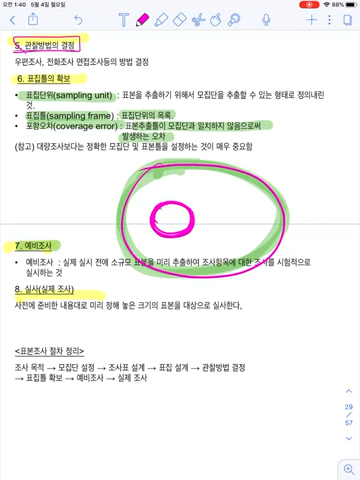 오전 1:40 5월 4일 월요일
88%
5. 관찰방법의 결정
우편조사, 전화조사 면접조사등의 방법 결정
6. 표집틀의 확보
• 표집단위(sampling unit) : 표본을 추출하기 위해서 모집단을 추출할 수 있는 형태로 정의내린
것.
• 표집틀(sampling frame) : 표집단위의 목록.
• 포함오차(coverage error) : 표본추출틀이 모집단과 일치하지 않음으로써
발생하는 오차
(참고) 대량조사보다는 정확한 모집단 및 표본틀을 설정하는 것이 매우 중요함
7. 예비조사
• 예비조사 : 실제 실시 전에 소규모 표본을 미리 추출하여 조사항목에 대한 조사를 시험적으로
실시하는 것
8. 실사(실제 조사)
사전에 준비한 내용대로 미리 정해 놓은 크기의 표본을 대상으로 실사한다,
<표본조사 절차 정리>
조사 목적 → 모집단 설정 → 조사표 설계 → 표집 설계 → 관찰방법 결정
→ 표집틀 확보 → 예비조사 → 실제 조사
29
/
57